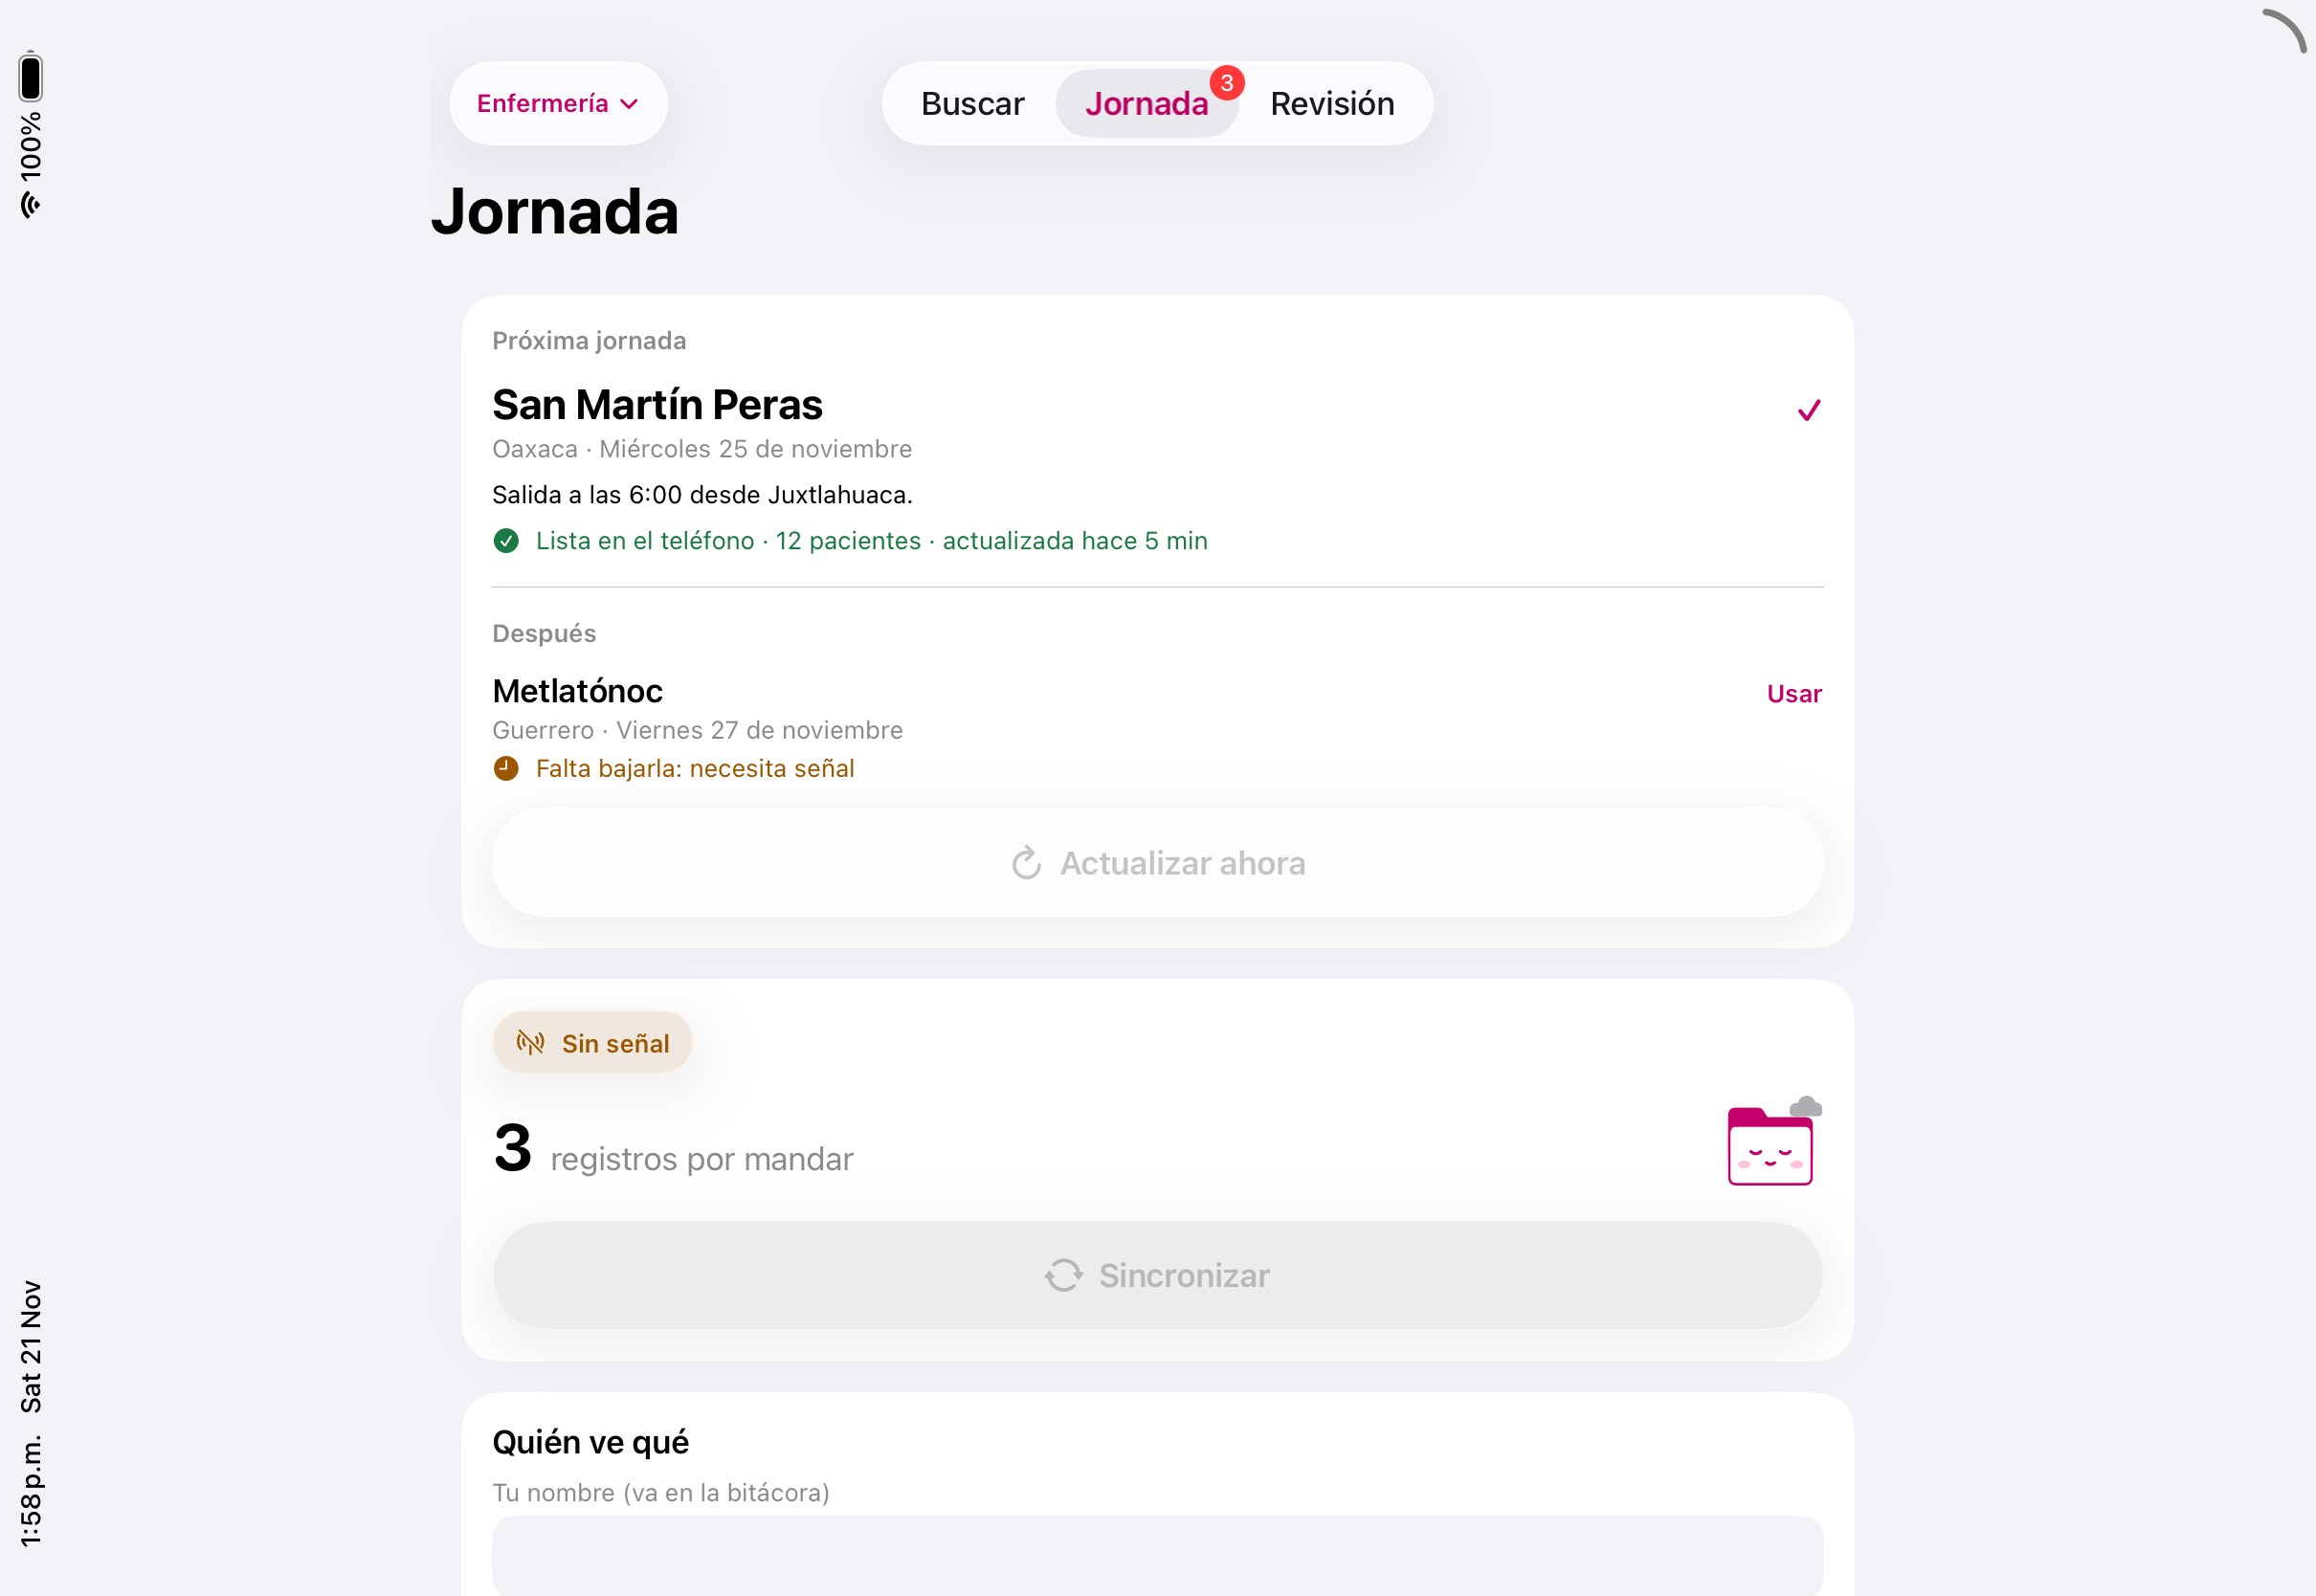 100%
1:58 p.m. Sat 21 Nov
Enfermería
Buscar
Jornada
3
Revisión
Jornada
Próxima jornada
San Martín Peras
Oaxaca · Miércoles 25 de noviembre
Salida a las 6:00 desde Juxtlahuaca.
Lista en el teléfono · 12 pacientes · actualizada hace 5 min
Después
Metlatónoc
Usar
Guerrero · Viernes 27 de noviembre
Falta bajarla: necesita señal
Actualizar ahora
Sin señal
3 registros por mandar
Sincronizar
Quién ve qué
Tu nombre (va en la bitácora)